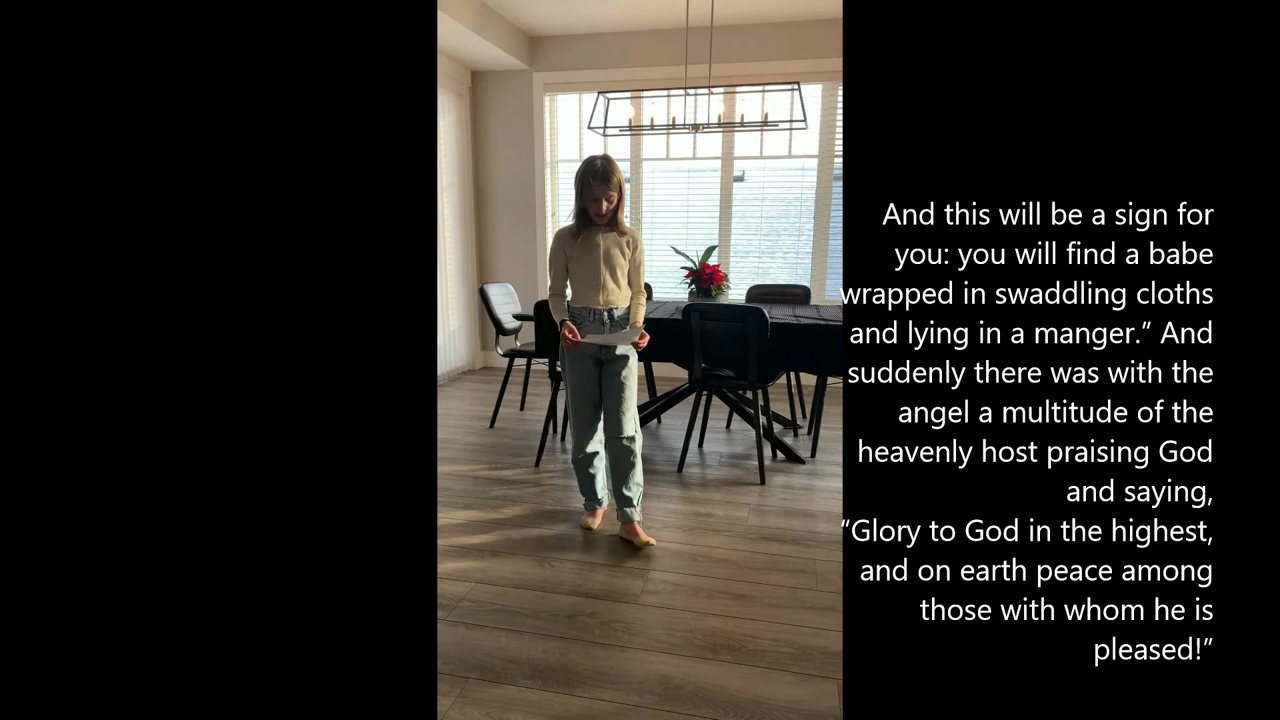 And this will be a sign for
you: you will find a babe
wrapped in swaddling cloths
and lying in a manger.” And
suddenly there was with the
angel a multitude of the
heavenly host praising God
and saying,
“Glory to God in the highest,
and on earth peace among
those with whom he is
pleased!”